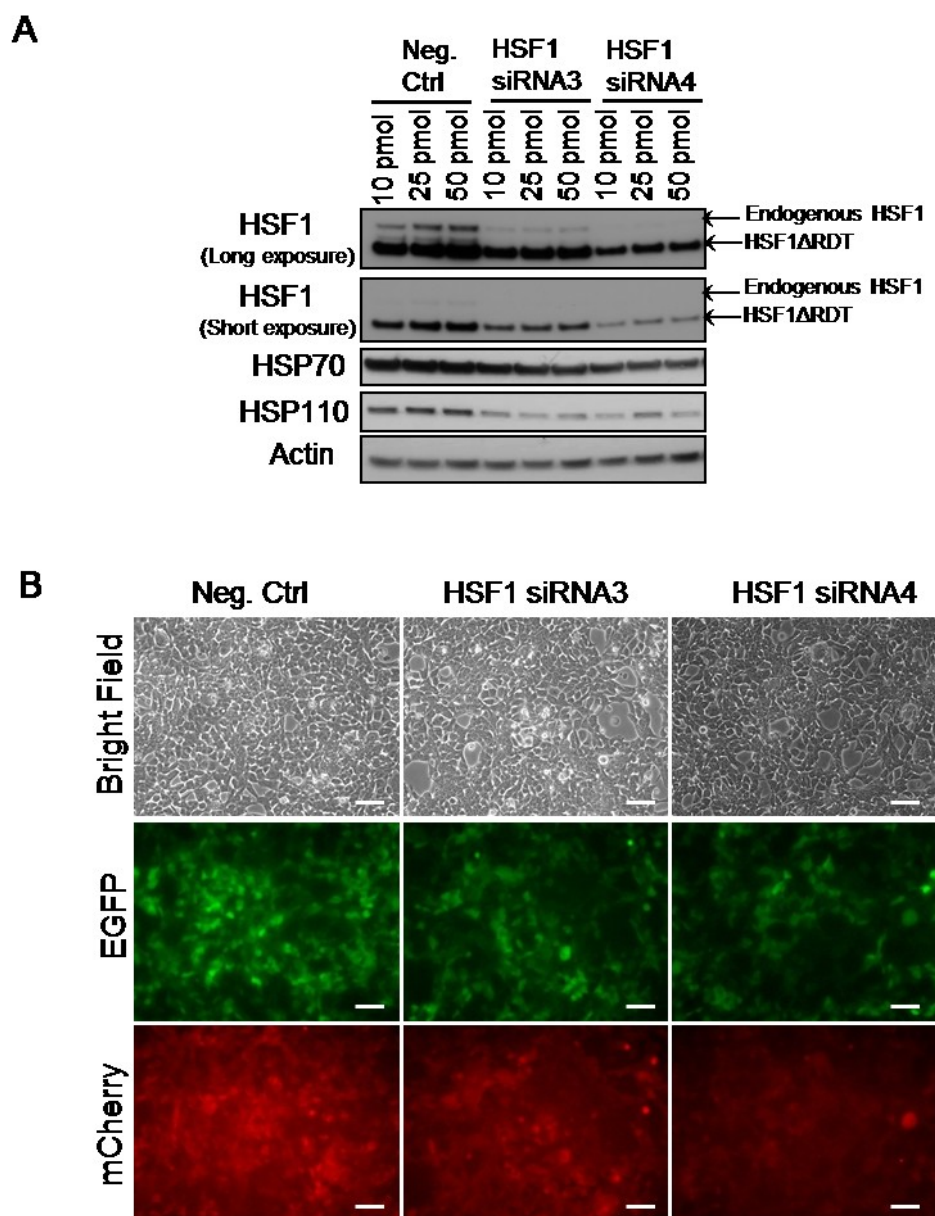 A
Neg.
Ctrl
HSF1
siRNA3
HSF1
siRNA4
10 pmol
25 pmol
50 pmol
10 pmol
25 pmol
50 pmol
10 pmol
25 pmol
50 pmol
HSF1
(Long exposure)
Endogenous HSF1
HSF1ΔRDT
HSF1
(Short exposure)
Endogenous HSF1
HSF1ΔRDT
HSP70
HSP110
Actin
B
Neg. Ctrl
HSF1 siRNA3
HSF1 siRNA4
Bright Field
EGFP
mCherry